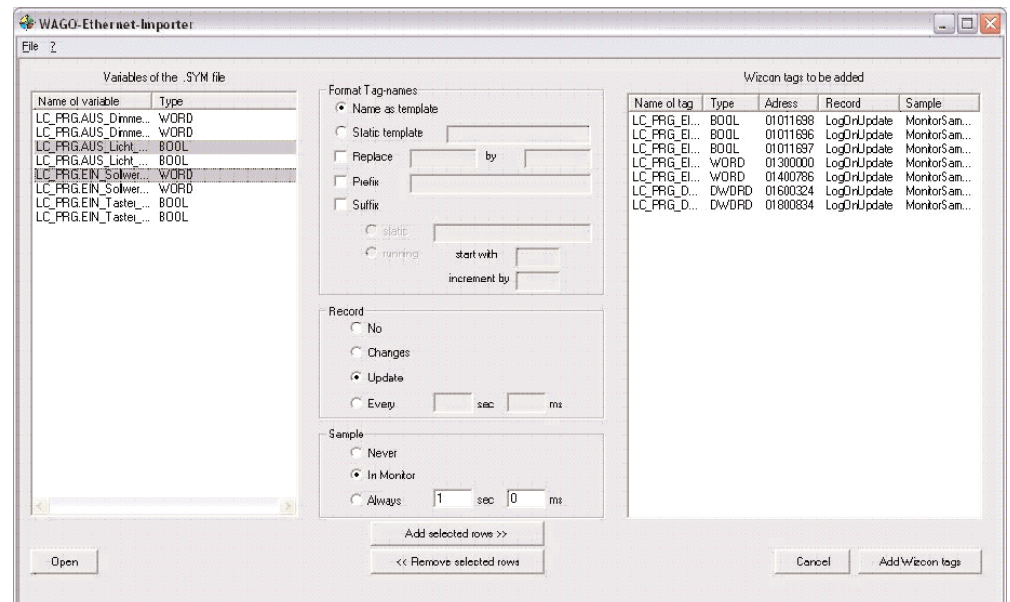 WAGO-Ethernet-Importer
File ?
Variables of the .SYM file
Name of variable Type
LC_PRG.AUS_Dimme... WORD
LC_PRG.AUS_Dimme... WORD
LC_PRG.AUS_Licht_... BOOL
LC_PRG.AUS_Licht_... BOOL
LC_PRG.EIN_Solwer... WORD
LC_PRG.EIN_Solwer... WORD
LC_PRG.EIN_Taster_... BOOL
LC_PRG.EIN_Taster_... BOOL
Open
Format Tag-names
Name as template
Static template
Replace by
Prefix
Suffix
static
running start with
increment by
Record
No
Changes
Update
Every sec ms
Sample
Never
In Monitor
Always 1 sec 0 ms
Add selected rows >>
<< Remove selected rows
Wizcon tags to be added
Name of tag Type Adress Record Sample
LC_PRG_EI... BOOL 01011698 LogOnUpdate MonitorSam...
LC_PRG_EI... BOOL 01011696 LogOnUpdate MonitorSam...
LC_PRG_EI... BOOL 01011697 LogOnUpdate MonitorSam...
LC_PRG_EI... WORD 01300000 LogOnUpdate MonitorSam...
LC_PRG_EI... WORD 01400786 LogOnUpdate MonitorSam...
LC_PRG_D... DWORD 01600324 LogOnUpdate MonitorSam...
LC_PRG_D... DWORD 01800834 LogOnUpdate MonitorSam...
Cancel Add Wizcon tags